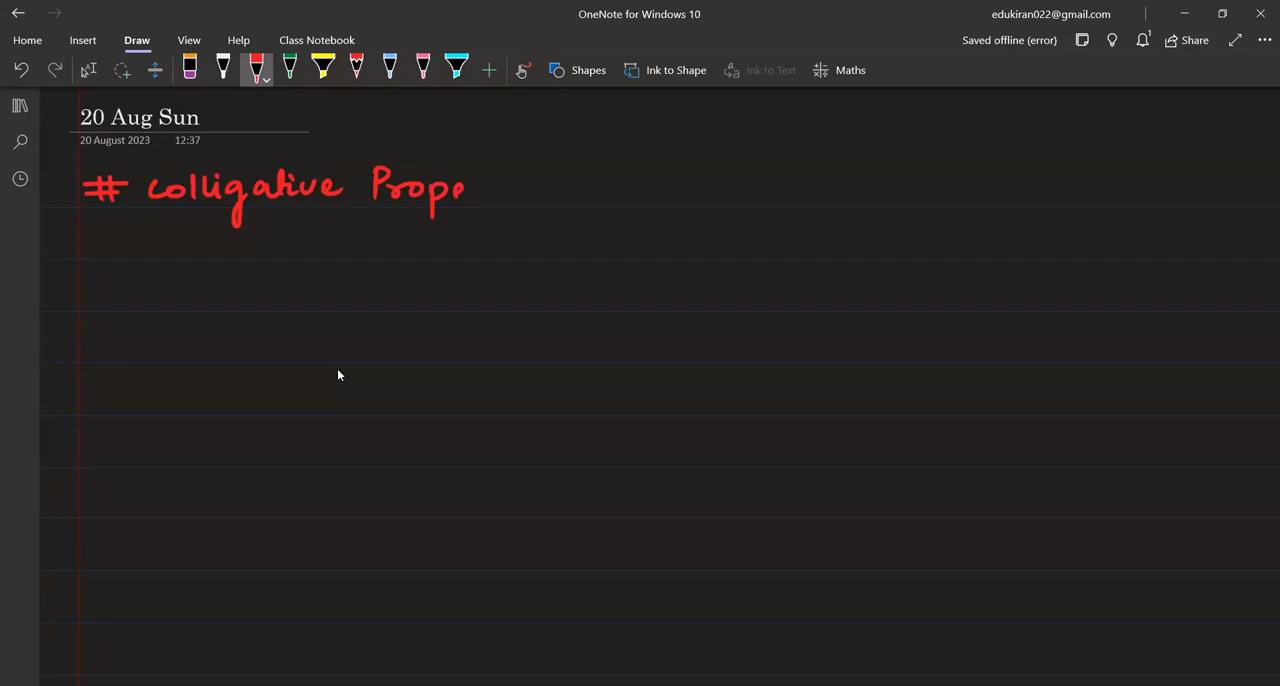 OneNote for Windows 10
edukiran022@gmail.com
Home Insert Draw View Help Class Notebook
Saved offline (error)
1
Share
Shapes
Ink to Shape
Ink to Text
Maths
20 Aug Sun
20 August 2023 12:37
# Colligative Prope